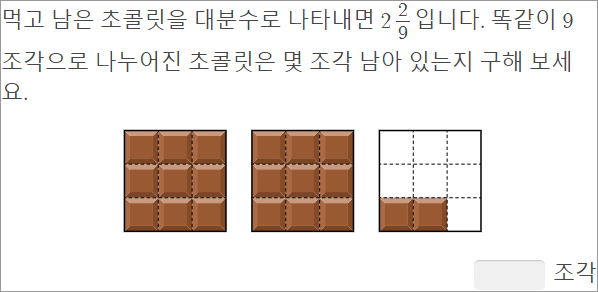 먹고 남은 초콜릿을 대분수로 나타내면 2 2/9 입니다. 똑같이 9
조각으로 나누어진 초콜릿은 몇 조각 남아 있는지 구해 보세
요.
조각